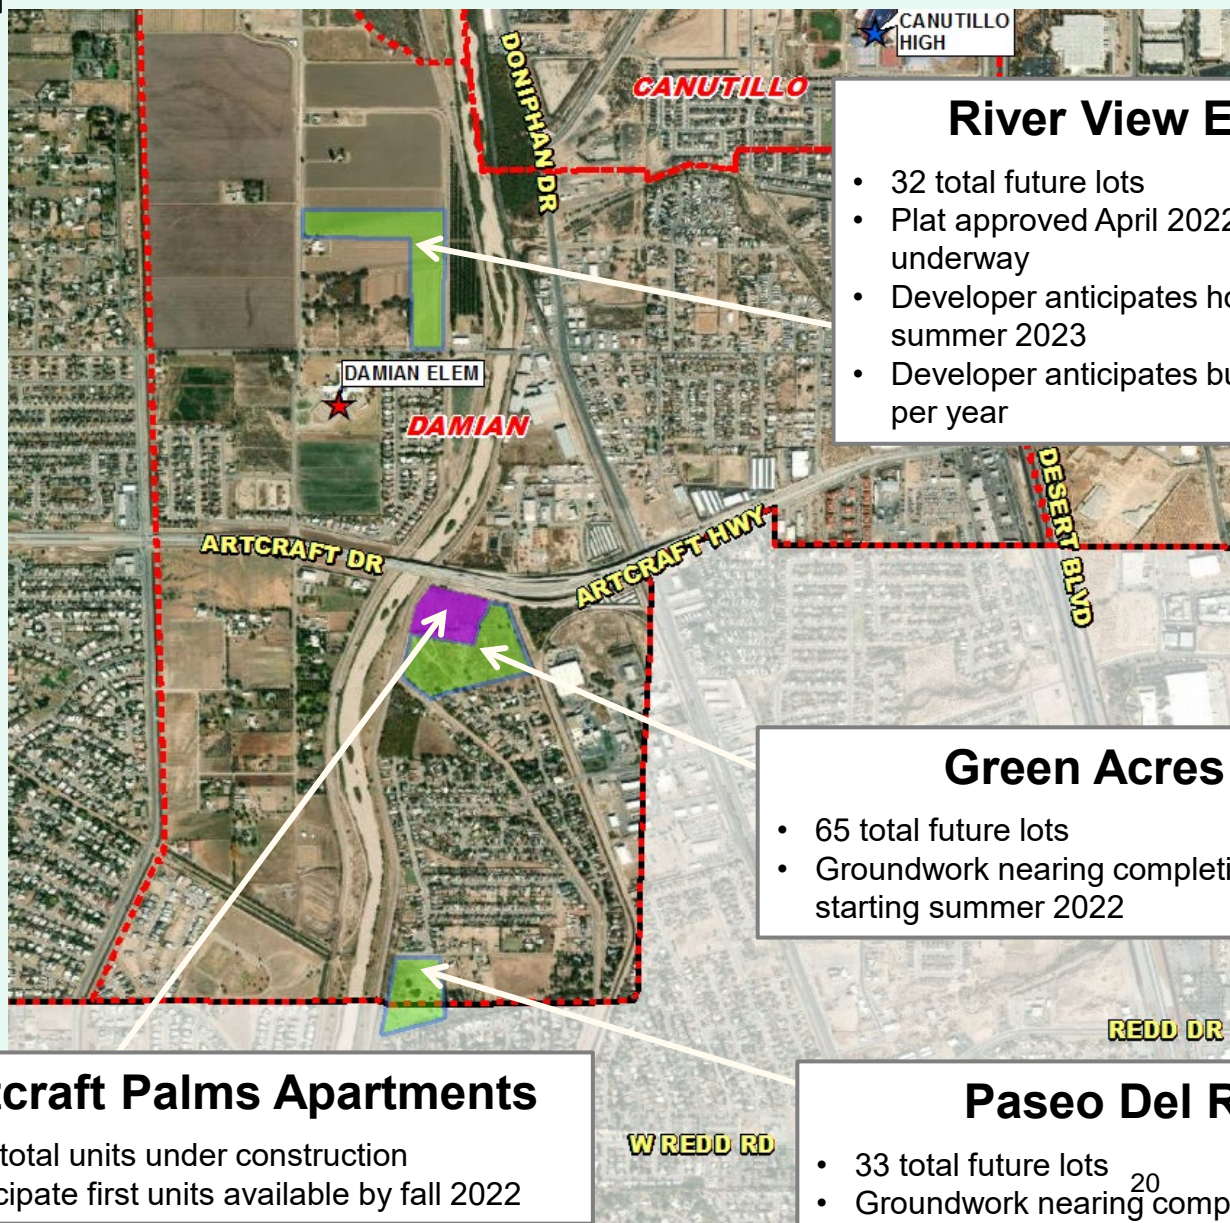 CANUTILLO
HIGH
DONIPHAN DR
CANUTILLO
River View E
• 32 total future lots
• Plat approved April 2022
underway
• Developer anticipates ho
summer 2023
• Developer anticipates bu
per year
DAMIAN ELEM
DAMIAN
DESERT BLVD
ARTCRAFT DR
ARTCRAFT HWY
Green Acres
• 65 total future lots
• Groundwork nearing completi
starting summer 2022
REDD DR
tcraft Palms Apartments
total units under construction
cipate first units available by fall 2022
W REDD RD
Paseo Del R
• 33 total future lots
• Groundwork nearing comp
20